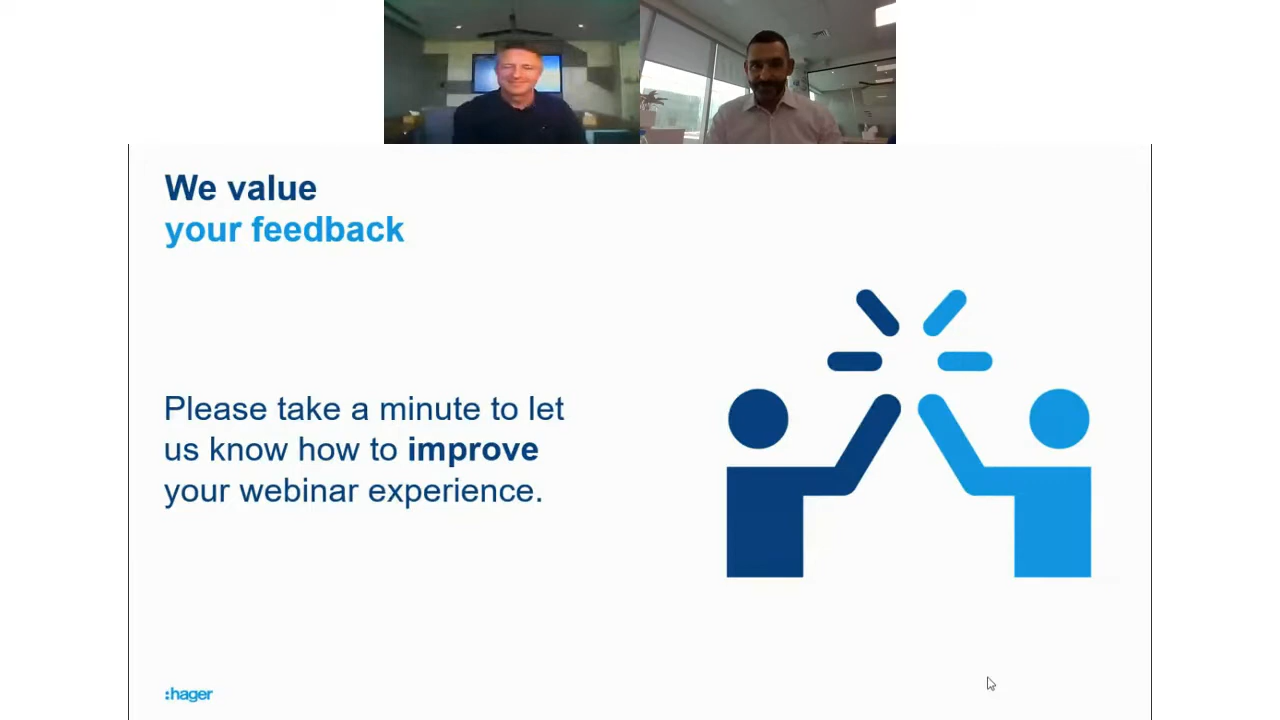 We value
your feedback
Please take a minute to let
us know how to improve
your webinar experience.
:hager